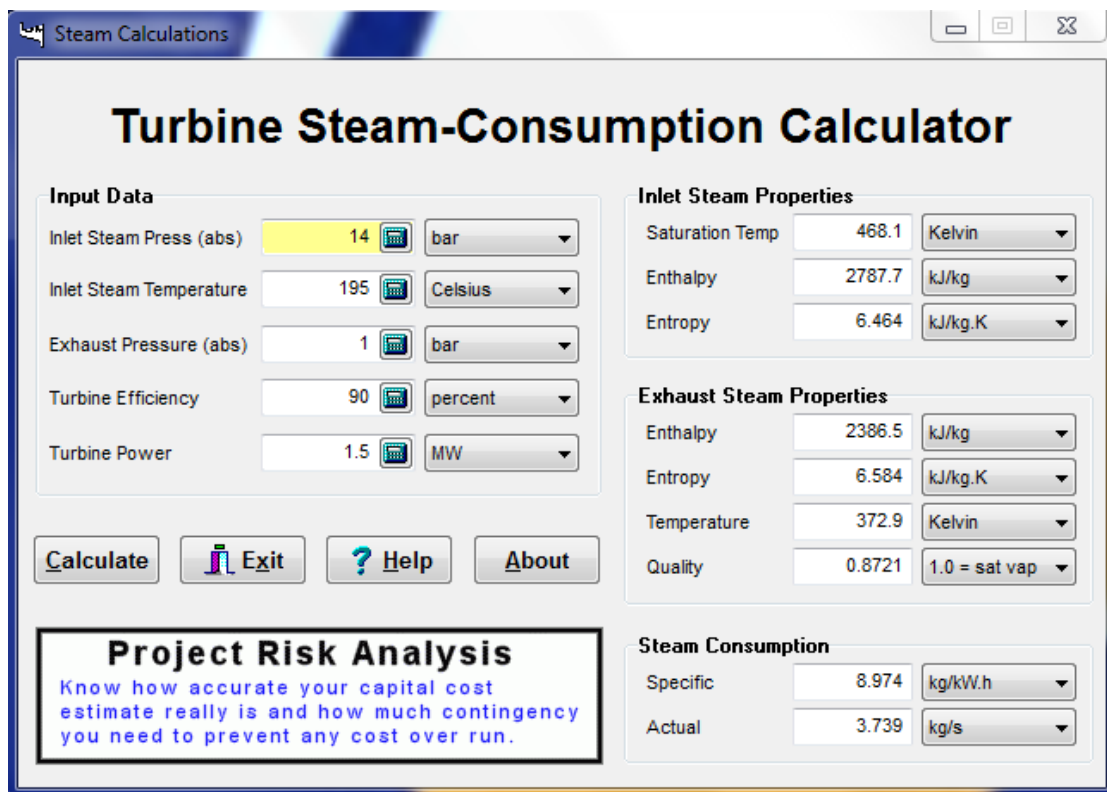 Steam Calculations
Turbine Steam-Consumption Calculator
Input Data
Inlet Steam Press (abs) 14 bar
Inlet Steam Temperature 195 Celsius
Exhaust Pressure (abs) 1 bar
Turbine Efficiency 90 percent
Turbine Power 1.5 MW
Calculate Exit ? Help About
Project Risk Analysis
Know how accurate your capital cost
estimate really is and how much contingency
you need to prevent any cost over run.
Inlet Steam Properties
Saturation Temp 468.1 Kelvin
Enthalpy 2787.7 kJ/kg
Entropy 6.464 kJ/kg.K
Exhaust Steam Properties
Enthalpy 2386.5 kJ/kg
Entropy 6.584 kJ/kg.K
Temperature 372.9 Kelvin
Quality 0.8721 1.0 = sat vap
Steam Consumption
Specific 8.974 kg/kW.h
Actual 3.739 kg/s